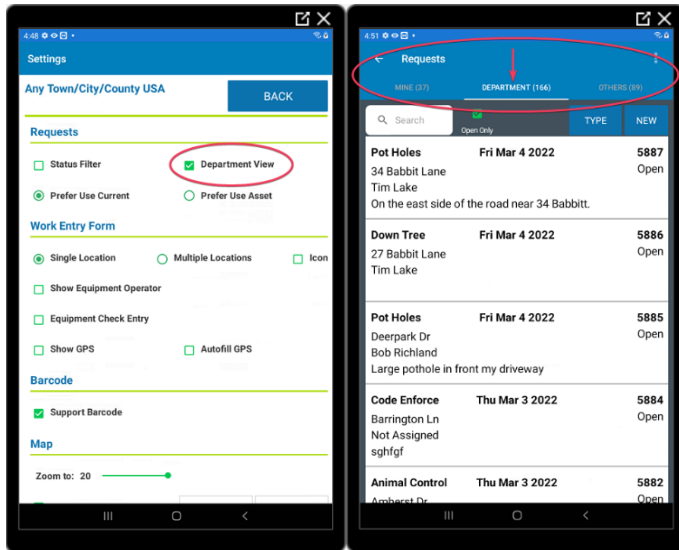 4:48
Settings
Any Town/City/County USA
BACK
Requests
Status Filter
Department View
Prefer Use Current
Prefer Use Asset
Work Entry Form
Single Location
Multiple Locations
Icon
Show Equipment Operator
Equipment Check Entry
Show GPS
Autofill GPS
Barcode
Support Barcode
Map
Zoom to: 20
4:51
Requests
MINE (37)
DEPARTMENT (166)
OTHERS (89)
Search
Open Only
TYPE
NEW
Pot Holes Fri Mar 4 2022 5887
34 Babbit Lane Open
Tim Lake
On the east side of the road near 34 Babbitt.
Down Tree Fri Mar 4 2022 5886
27 Babbit Lane Open
Tim Lake
Pot Holes Fri Mar 4 2022 5885
Deerpark Dr Open
Bob Richland
Large pothole in front my driveway
Code Enforce Thu Mar 3 2022 5884
Barrington Ln Open
Not Assigned
sghfgf
Animal Control Thu Mar 3 2022 5882
Amherst Dr Open